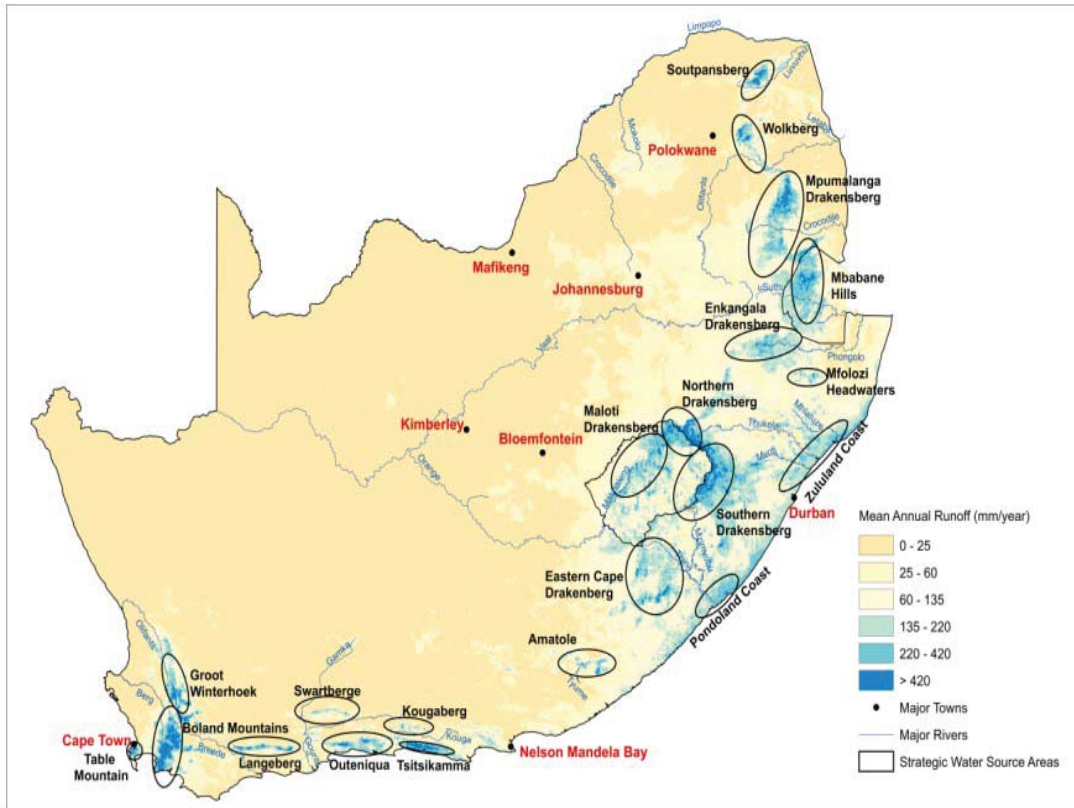 Limpopo
Soutpansberg
Luvuvhu
Mokolo
Wolkberg
Letaba
Polokwane
Crocodile
Olifants
Mpumalanga
Drakensberg
Crocodile
Mafikeng
Johannesburg
Mbabane
Hills
uSuthu
Enkangala
Drakensberg
Vaal
Phongolo
Mfolozi
Headwaters
Northern
Drakensberg
Maloti
Drakensberg
Mhlatuze
Kimberley
Bloemfontein
Thukela
Orange
Zululand Coast
Durban
Southern
Drakensberg
Eastern Cape
Drakenberg
Pondoland Coast
Amatole
Tyume
Olifants
Gamka
Groot
Winterhoek
Berg
Swartberge
Kougaberg
Boland Mountains
Kouga
Cape Town
Breede
Nelson Mandela Bay
Table
Mountain
Langeberg
Outeniqua
Tsitsikamma
Mean Annual Runoff (mm/year)
0 - 25
25 - 60
60 - 135
135 - 220
220 - 420
> 420
Major Towns
Major Rivers
Strategic Water Source Areas